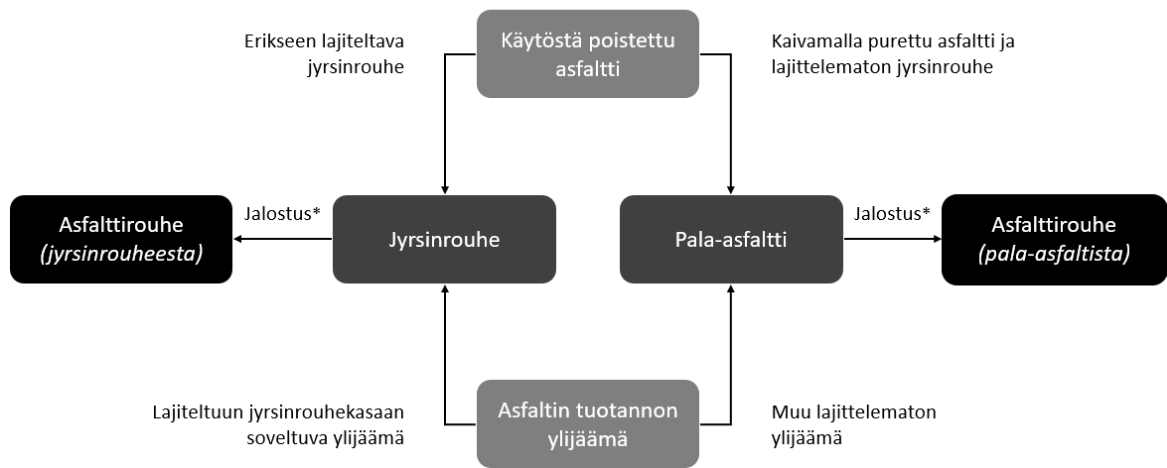 Erikseen lajiteltava
jyrsinrouhe
Käytöstä poistettu
asfaltti
Kaivamalla purettu asfaltti ja
lajittelematon jyrsinrouhe
Asfalttirouhe
(jyrsinrouheesta)
Jalostus*
Jyrsinrouhe
Pala-asfaltti
Jalostus*
Asfalttirouhe
(pala-asfaltista)
Lajiteltuun jyrsinrouhekasaan
soveltuva ylijäämä
Asfaltin tuotannon
ylijäämä
Muu lajittelematon
ylijäämä